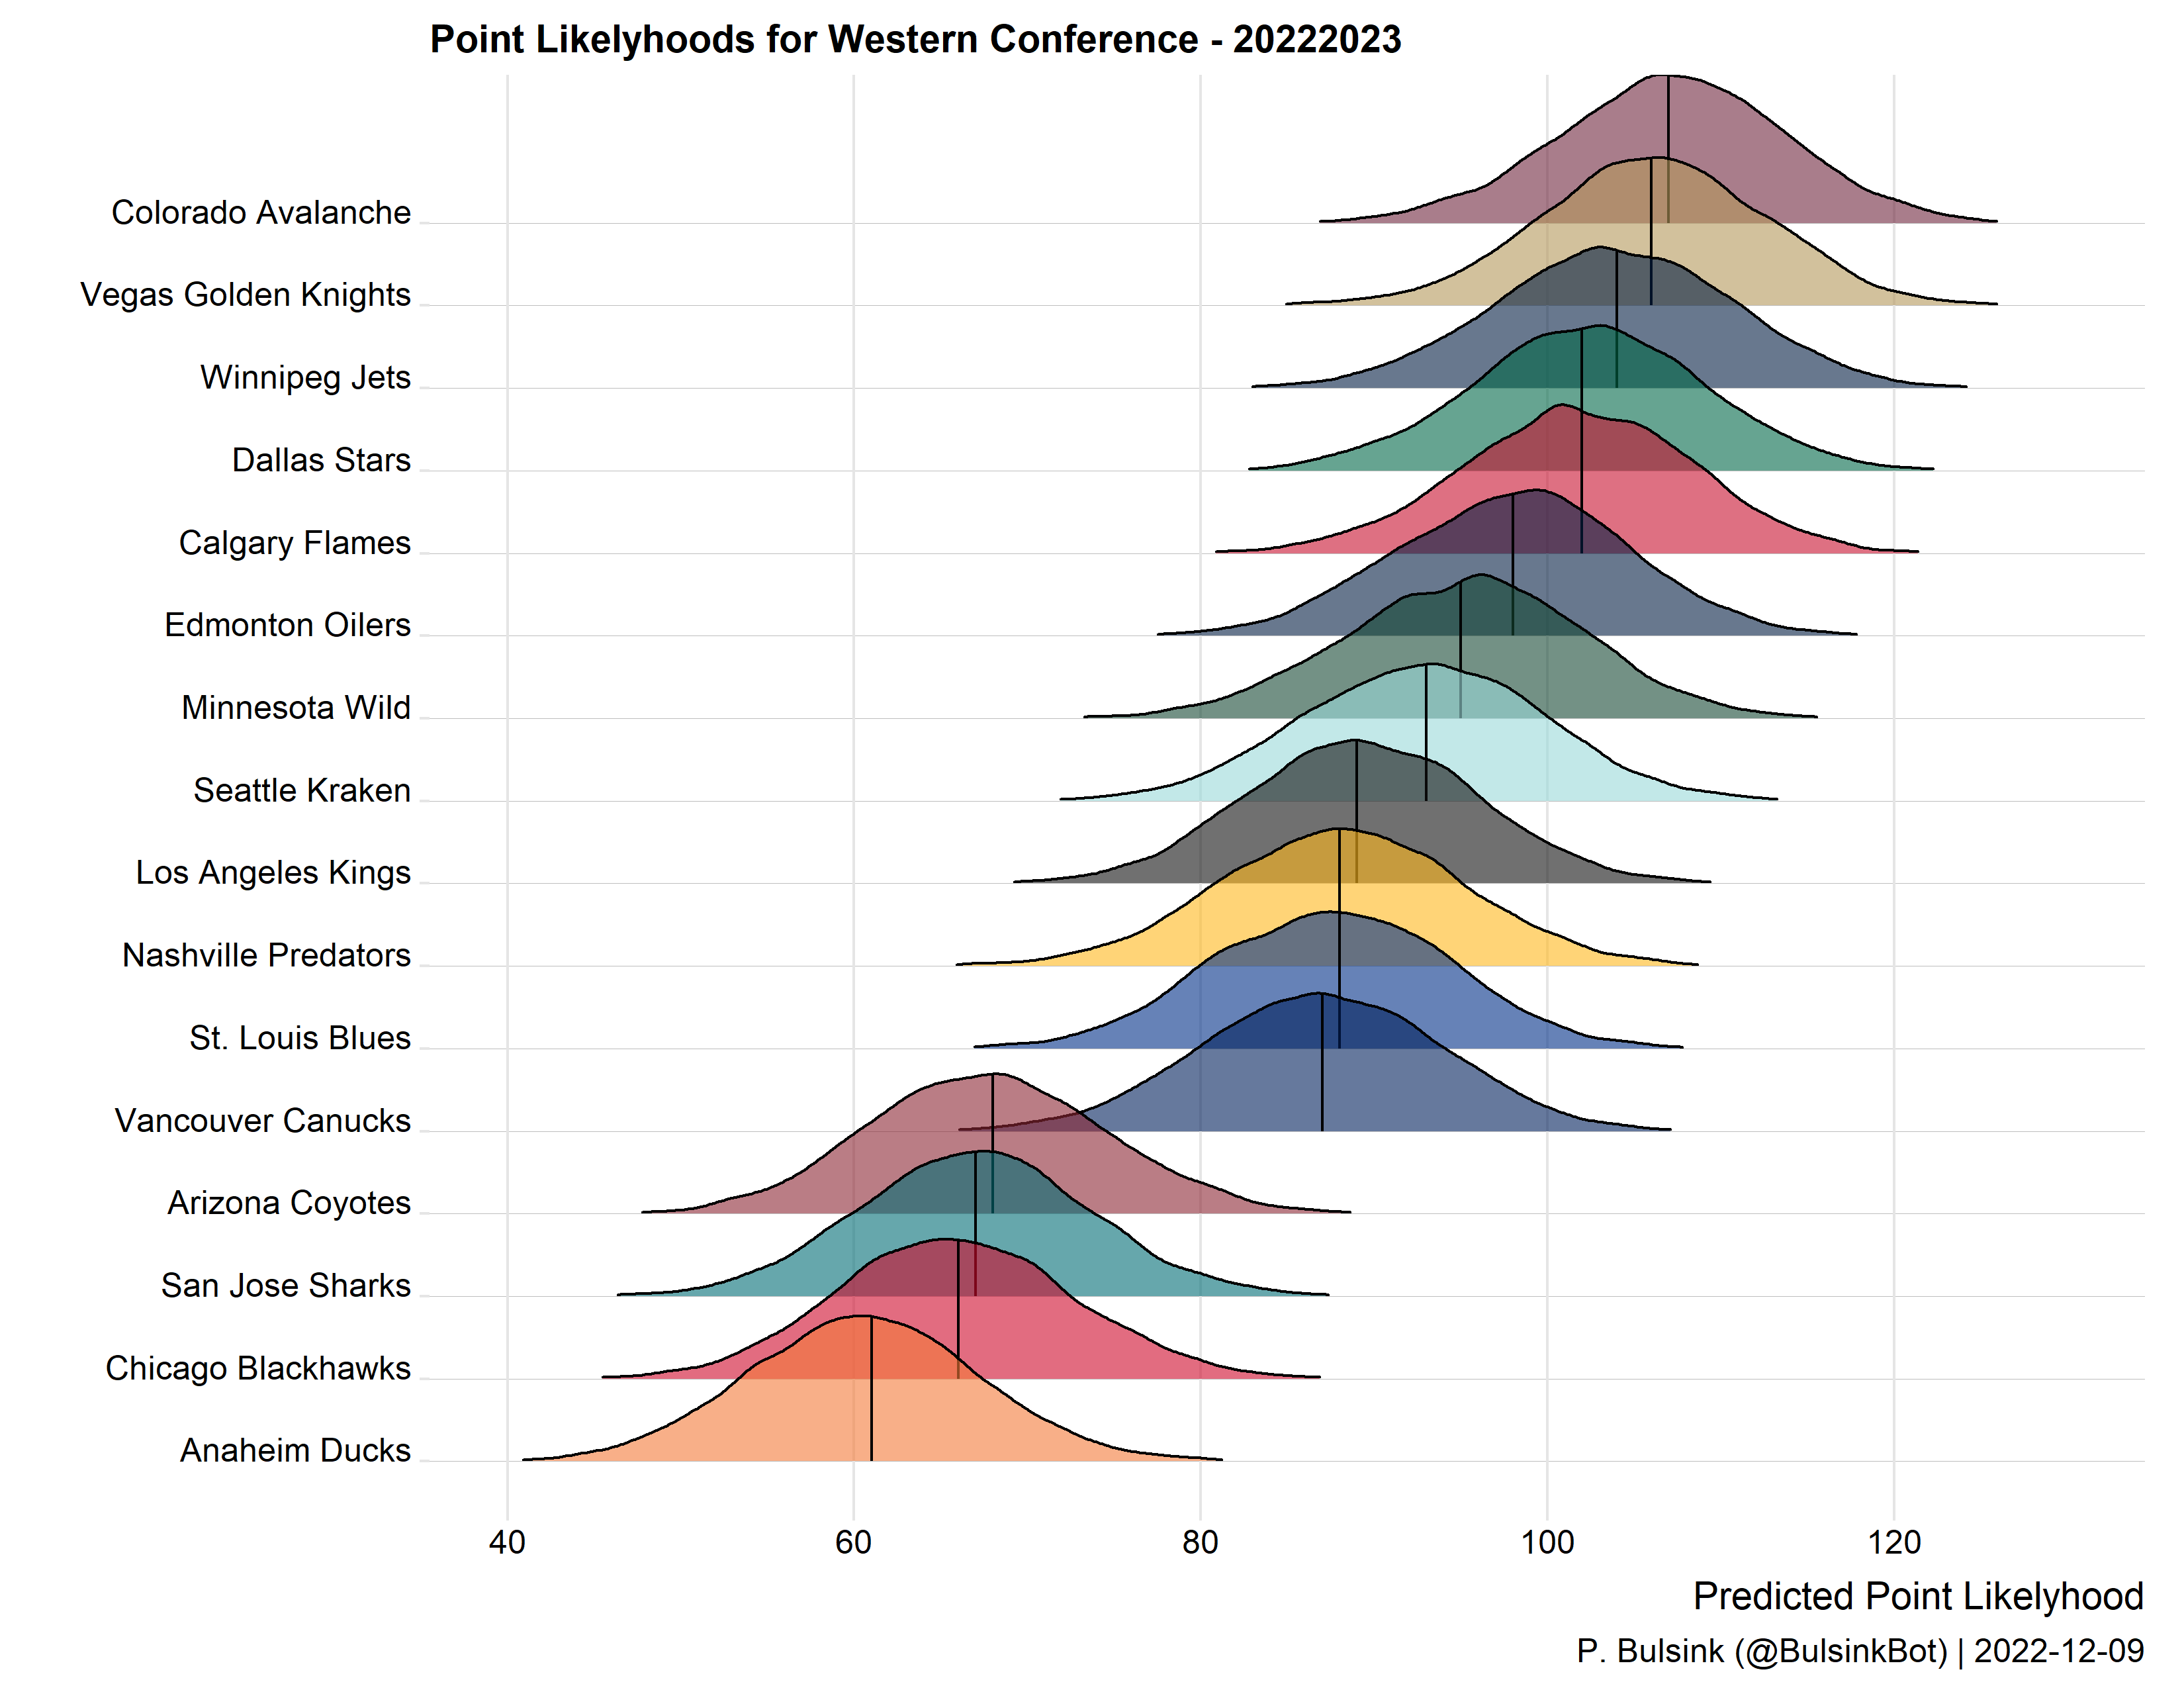 Point Likelyhoods for Western Conference - 20222023
Colorado Avalanche
Vegas Golden Knights
Winnipeg Jets
Dallas Stars
Calgary Flames
Edmonton Oilers
Minnesota Wild
Seattle Kraken
Los Angeles Kings
Nashville Predators
St. Louis Blues
Vancouver Canucks
Arizona Coyotes
San Jose Sharks
Chicago Blackhawks
Anaheim Ducks
40 60 80 100 120
Predicted Point Likelyhood
P. Bulsink (@BulsinkBot) | 2022-12-09